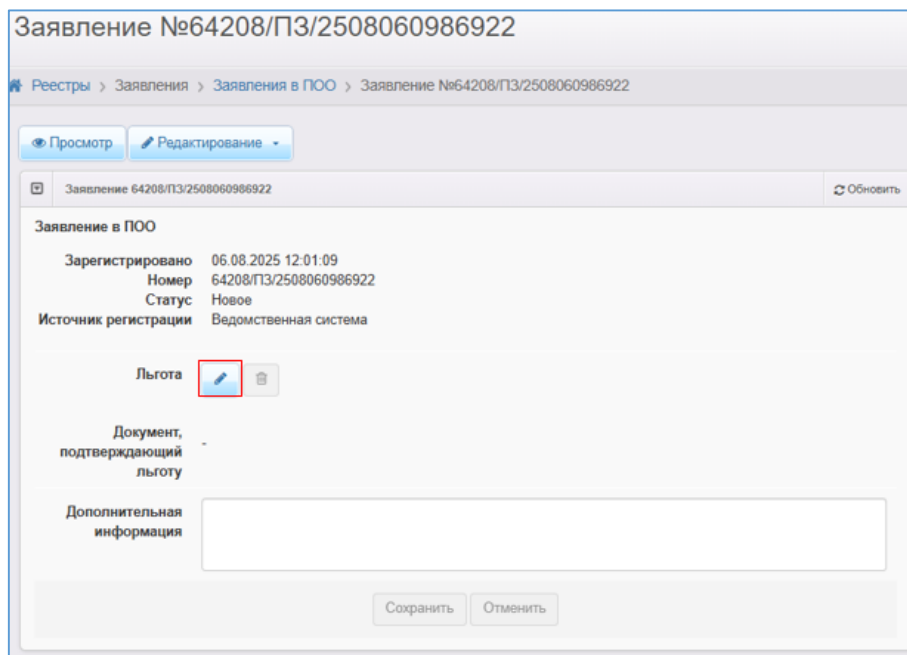 Заявление №64208/ПЗ/2508060986922
Реестры > Заявления > Заявления в ПОО > Заявление №64208/ПЗ/2508060986922
Просмотр Редактирование
Заявление 64208/ПЗ/2508060986922 Обновить
Заявление в ПОО
Зарегистрировано 06.08.2025 12:01:09
Номер 64208/ПЗ/2508060986922
Статус Новое
Источник регистрации Ведомственная система
Льгота
Документ,
подтверждающий -
льготу
Дополнительная
информация
Сохранить Отменить